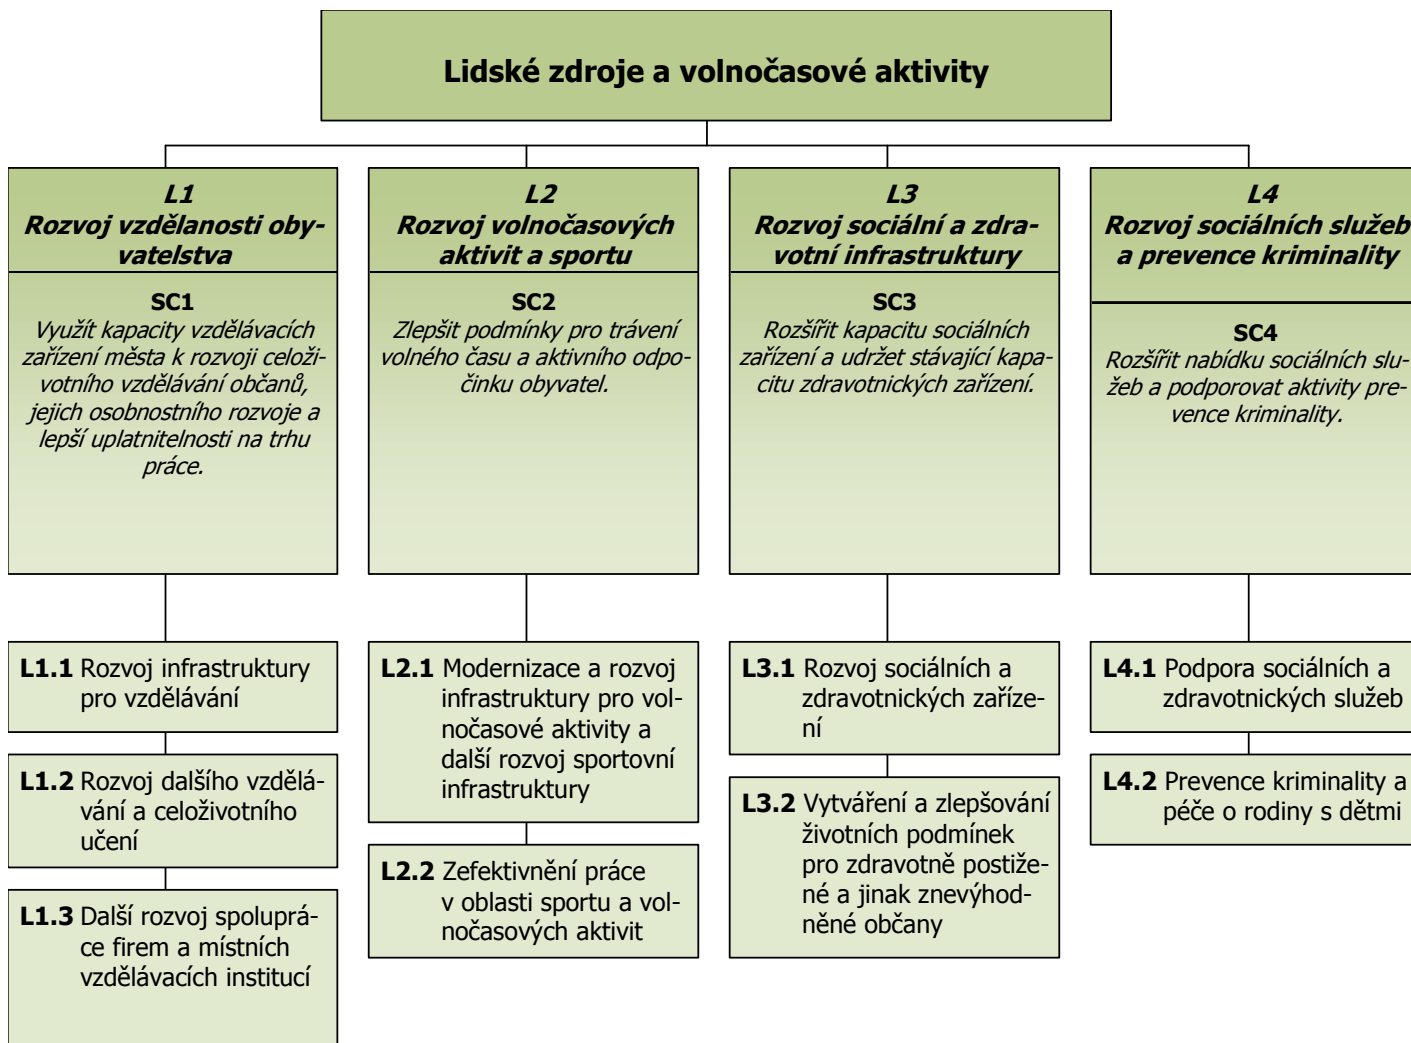 Lidské zdroje a volnočasové aktivity
L1
Rozvoj vzdělanosti oby-
vatelstva
SC1
Využít kapacity vzdělávacích
zařízení města k rozvoji celoži-
votního vzdělávání občanů,
jejich osobnostního rozvoje a
lepší uplatnitelnosti na trhu
práce.
L2
Rozvoj volnočasových
aktivit a sportu
SC2
Zlepšit podmínky pro trávení
volného času a aktivního odpo-
činku obyvatel.
L3
Rozvoj sociální a zdra-
votní infrastruktury
SC3
Rozšířit kapacitu sociálních
zařízení a udržet stávající kapa-
citu zdravotnických zařízení.
L4
Rozvoj sociálních služeb
a prevence kriminality
SC4
Rozšířit nabídku sociálních slu-
žeb a podporovat aktivity pre-
vence kriminality.
L1.1 Rozvoj infrastruktury
pro vzdělávání
L1.2 Rozvoj dalšího vzdělá-
vání a celoživotního
učení
L1.3 Další rozvoj spoluprá-
ce firem a místních
vzdělávacích institucí
L2.1 Modernizace a rozvoj
infrastruktury pro vol-
nočasové aktivity a
další rozvoj sportovní
infrastruktury
L2.2 Zefektivnění práce
v oblasti sportu a vol-
nočasových aktivit
L3.1 Rozvoj sociálních a
zdravotnických zaříze-
ní
L3.2 Vytváření a zlepšování
životních podmínek
pro zdravotně postiže-
né a jinak znevýhod-
něné občany
L4.1 Podpora sociálních a
zdravotnických služeb
L4.2 Prevence kriminality a
péče o rodiny s dětmi